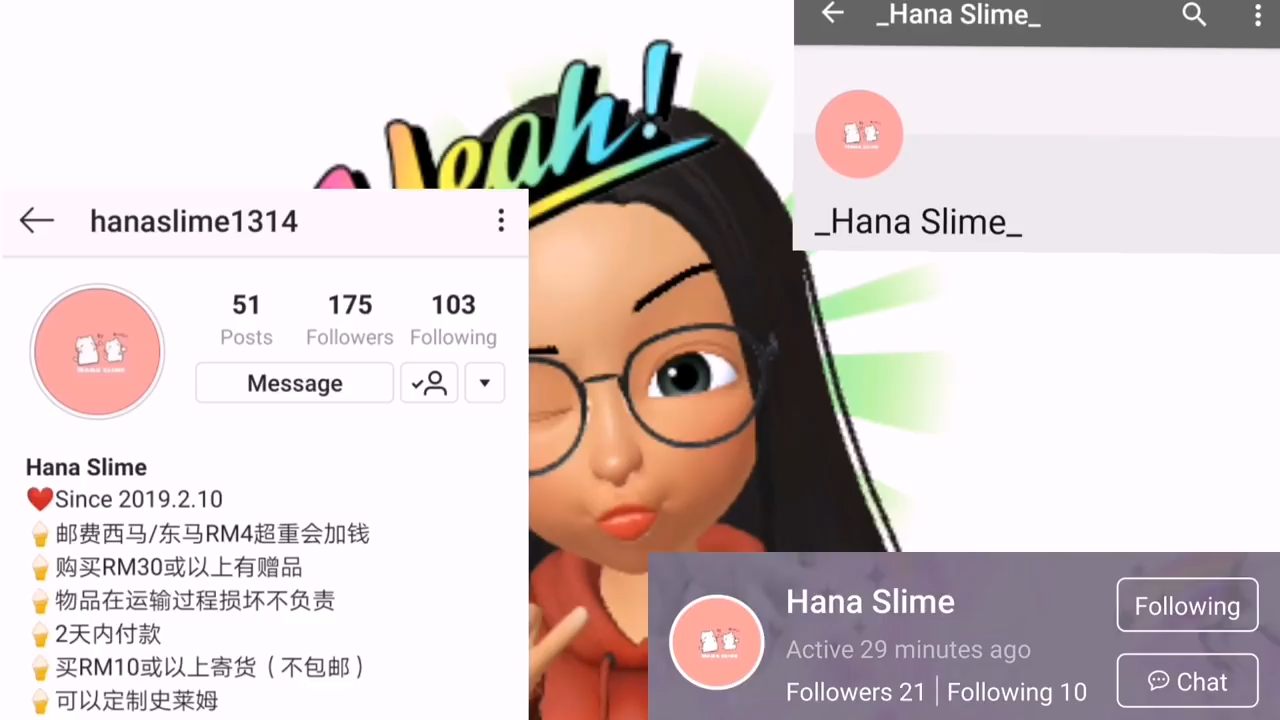 Yeah!
hanaslime1314
51
175
103
Posts
Followers
Following
Message
Hana Slime
❤️Since 2019.2.10
🍦邮费西马/东马RM4超重会加钱
🍦购买RM30或以上有赠品
🍦物品在运输过程损坏不负责
🍦2天内付款
🍦买RM10或以上寄货（不包邮）
🍦可以定制史莱姆
_Hana Slime_
_Hana Slime_
Hana Slime
Following
Active 29 minutes ago
Followers 21 | Following 10
Chat